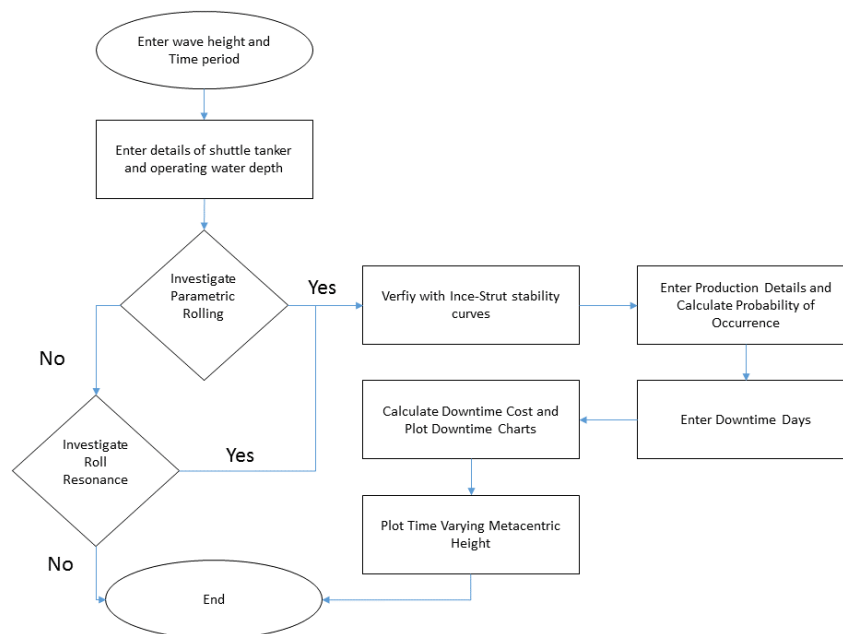 Enter wave height and
Time period
Enter details of shuttle tanker
and operating water depth
Investigate
Parametric
Rolling
Yes
Verfiy with Ince-Strut stability
curves
Enter Production Details and
Calculate Probability of
Occurrence
No
Calculate Downtime Cost and
Plot Downtime Charts
Enter Downtime Days
Investigate
Roll
Resonance
Yes
Plot Time Varying Metacentric
Height
No
End